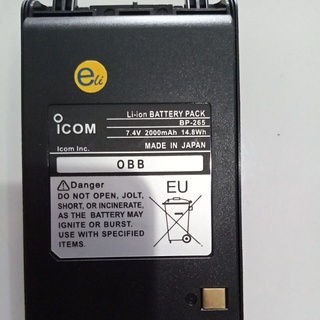 eli
Li-ion BATTERY PACK
BP-265
7.4V 2000mAh 14.8Wh
ICOM
Icom Inc.
MADE IN JAPAN
OBB
Danger
DO NOT OPEN, JOLT,
SHORT, OR INCINERATE,
AS THE BATTERY MAY
IGNITE OR BURST.
USE WITH SPECIFIED
ITEMS.
EU